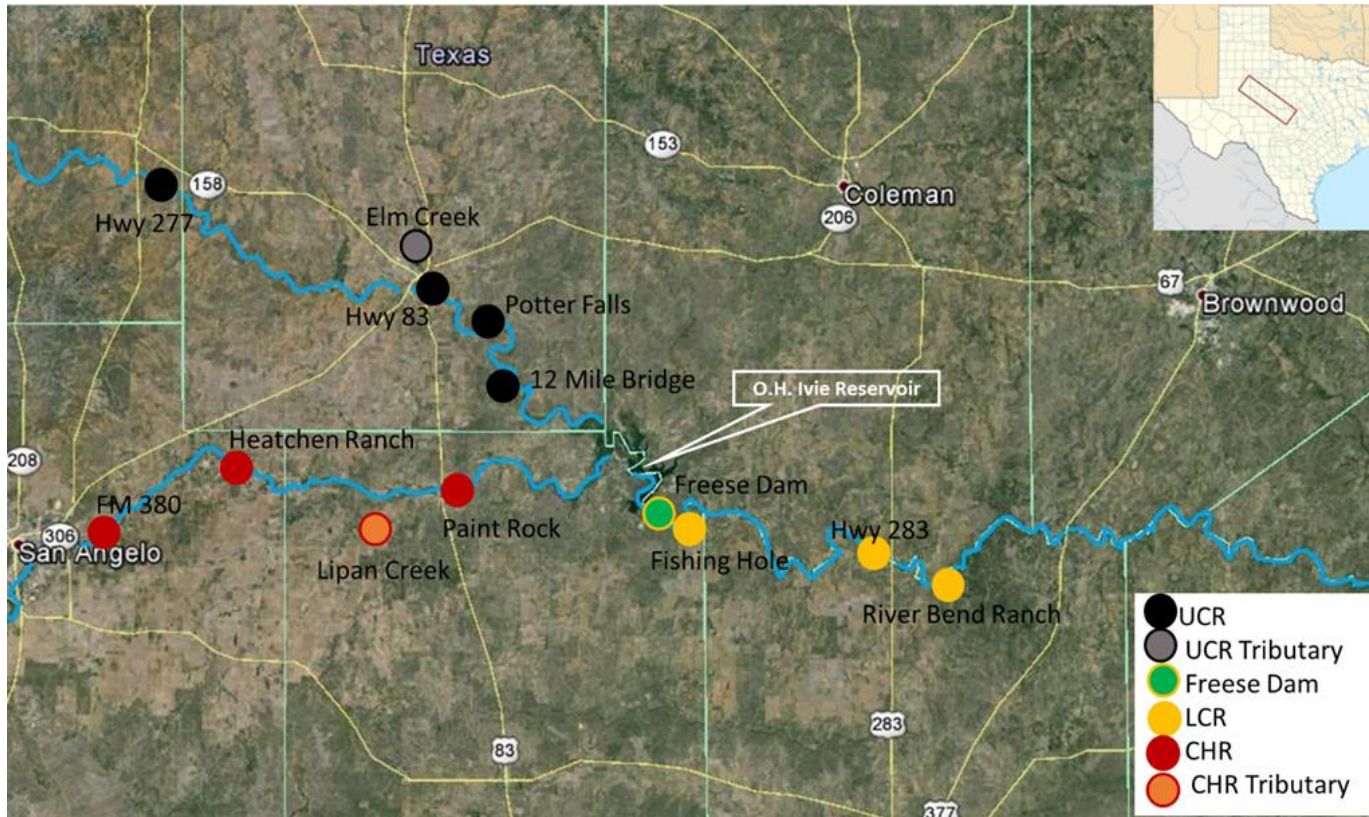 Texas
153
Coleman
206
158
Hwy 277
Elm Creek
Hwy 83
Potter Falls
67
Brownwood
12 Mile Bridge
O.H. Ivie Reservoir
208
Heatchen Ranch
FM 380
306
San Angelo
Lipan Creek
Paint Rock
Freese Dam
Fishing Hole
Hwy 283
River Bend Ranch
83
283
377
UCR
UCR Tributary
Freese Dam
LCR
CHR
CHR Tributary